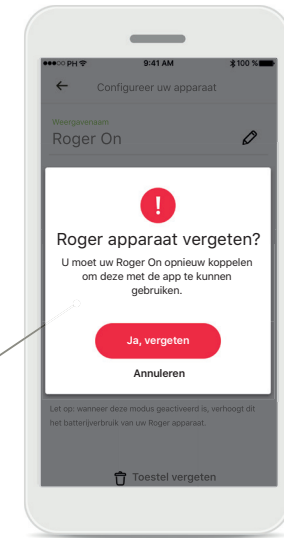 ●●●○○ PH 9:41 AM 100 %
Configureer uw apparaat
Weergavenaam
Roger On
!
Roger apparaat vergeten?
U moet uw Roger On opnieuw koppelen
om deze met de app te kunnen
gebruiken.
Ja, vergeten
Annuleren
Let op: wanneer deze modus geactiveerd is, verhoogt dit
het batterijverbruik van uw Roger apparaat.
Toestel vergeten